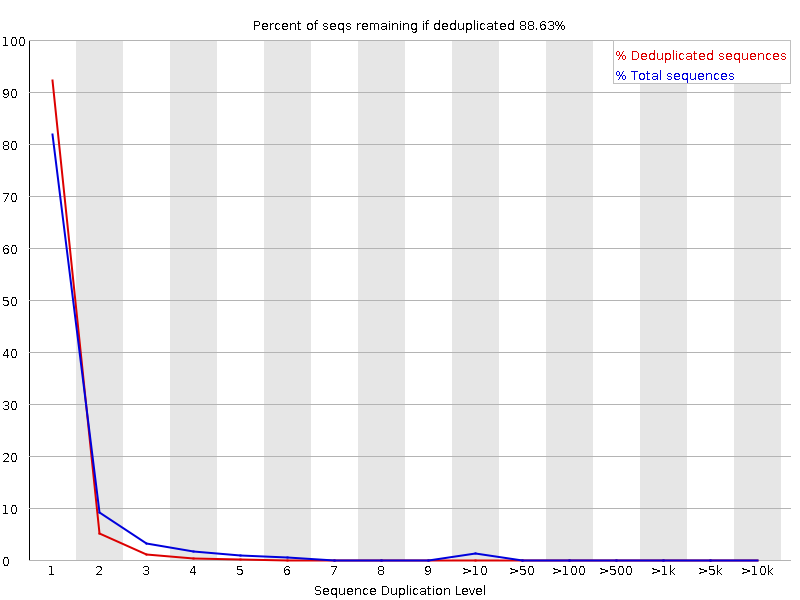 Percent of seqs remaining if deduplicated 88.63%
% Deduplicated sequences
% Total sequences
100
90
80
70
60
50
40
30
20
10
0
1 2 3 4 5 6 7 8 9 >10 >50 >100 >500 >1k >5k >10k
Sequence Duplication Level